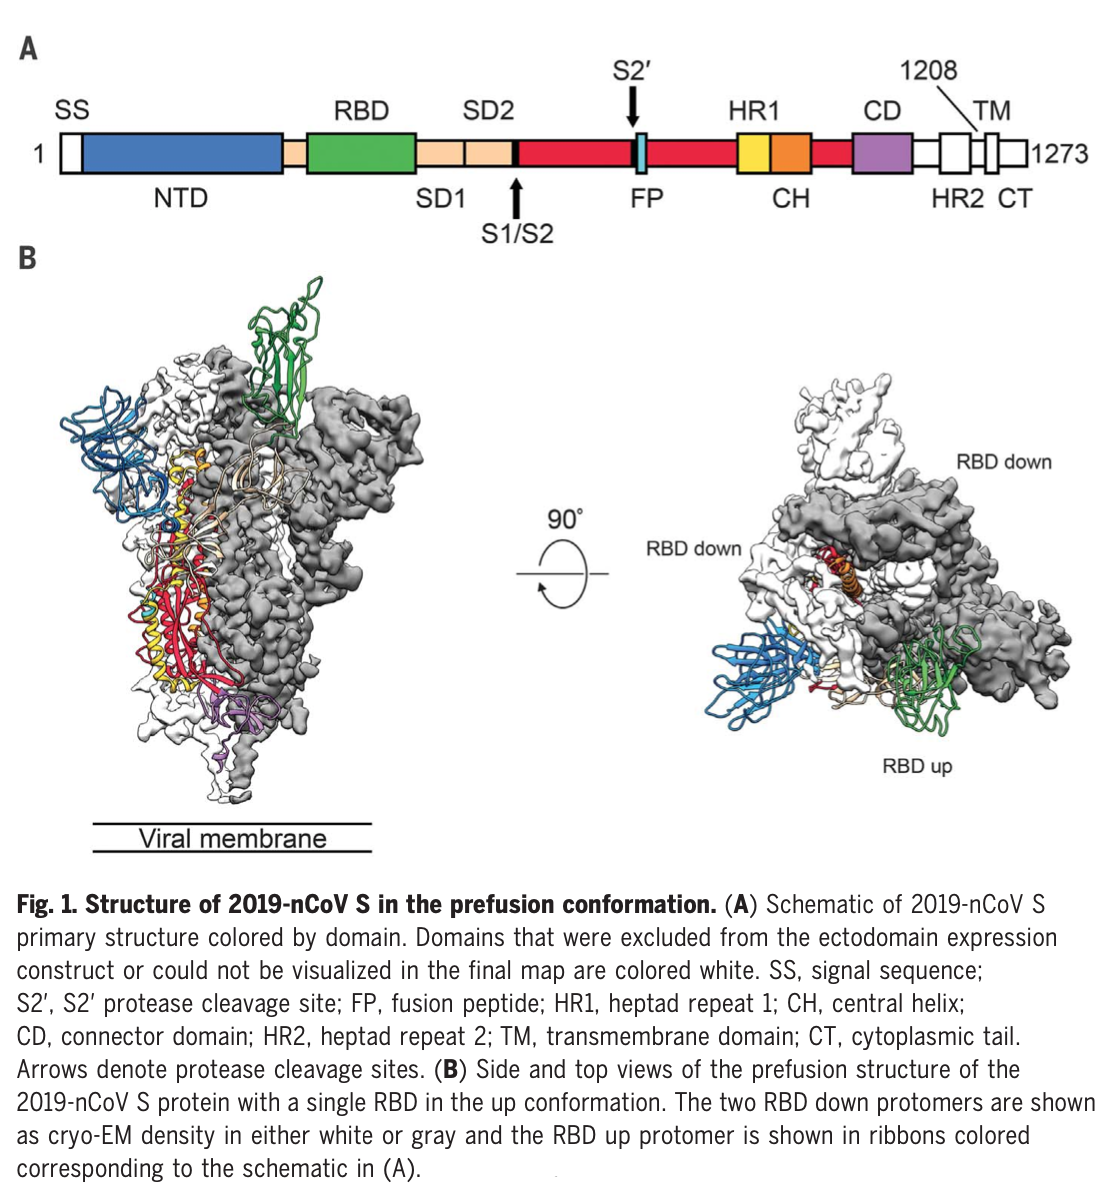 A
1208
S2′
SS
RBD
SD2
HR1
CD
TM
1
1273
NTD
SD1
FP
CH
HR2
CT
S1/S2
B
RBD down
90°
RBD down
RBD up
Viral membrane
Fig. 1. Structure of 2019-nCoV S in the prefusion conformation. (A) Schematic of 2019-nCoV S
primary structure colored by domain. Domains that were excluded from the ectodomain expression
construct or could not be visualized in the final map are colored white. SS, signal sequence;
S2′, S2′ protease cleavage site; FP, fusion peptide; HR1, heptad repeat 1; CH, central helix;
CD, connector domain; HR2, heptad repeat 2; TM, transmembrane domain; CT, cytoplasmic tail.
Arrows denote protease cleavage sites. (B) Side and top views of the prefusion structure of the
2019-nCoV S protein with a single RBD in the up conformation. The two RBD down protomers are shown
as cryo-EM density in either white or gray and the RBD up protomer is shown in ribbons colored
corresponding to the schematic in (A).